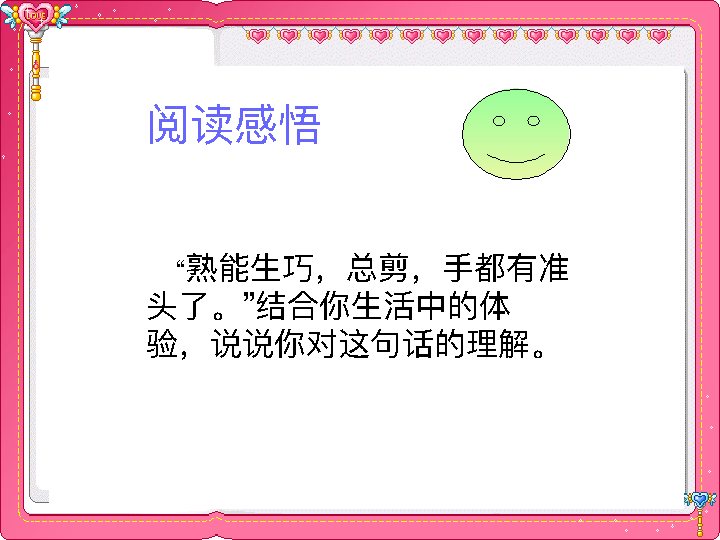 阅读感悟
“熟能生巧，总剪，手都有准
头了。”结合你生活中的体
验，说说你对这句话的理解。